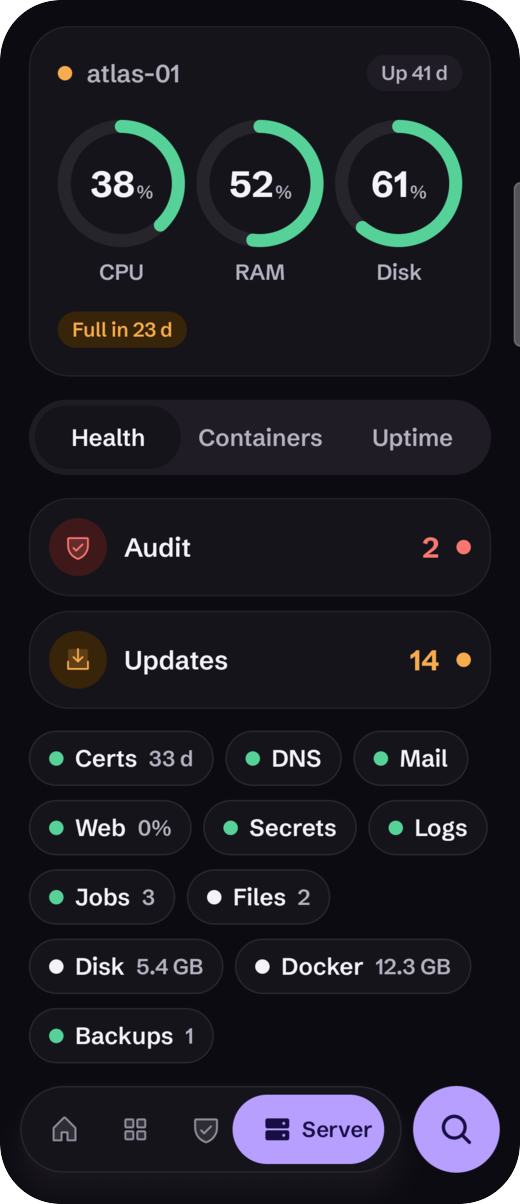 atlas-01 Up 41 d
38% 52% 61%
CPU RAM Disk
Full in 23 d
Health Containers Uptime
Audit 2
Updates 14
Certs 33 d DNS Mail
Web 0% Secrets Logs
Jobs 3 Files 2
Disk 5.4 GB Docker 12.3 GB
Backups 1
Server